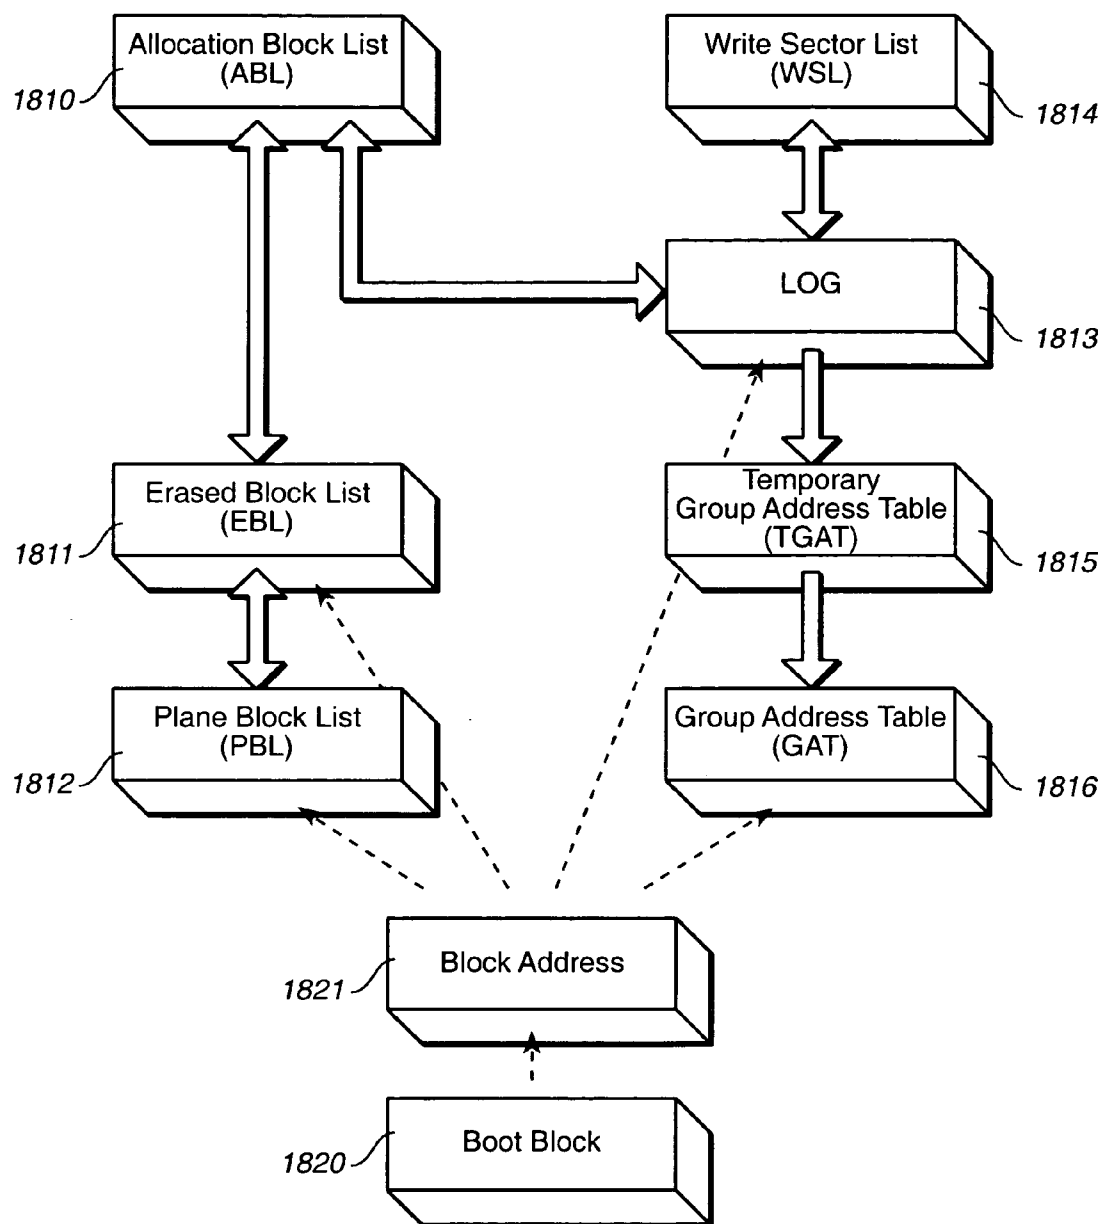 Allocation Block List
(ABL)
1810
Write Sector List
(WSL)
1814
LOG
1813
Erased Block List
(EBL)
1811
Temporary
Group Address Table
(TGAT)
1815
Plane Block List
(PBL)
1812
Group Address Table
(GAT)
1816
Block Address
1821
Boot Block
1820